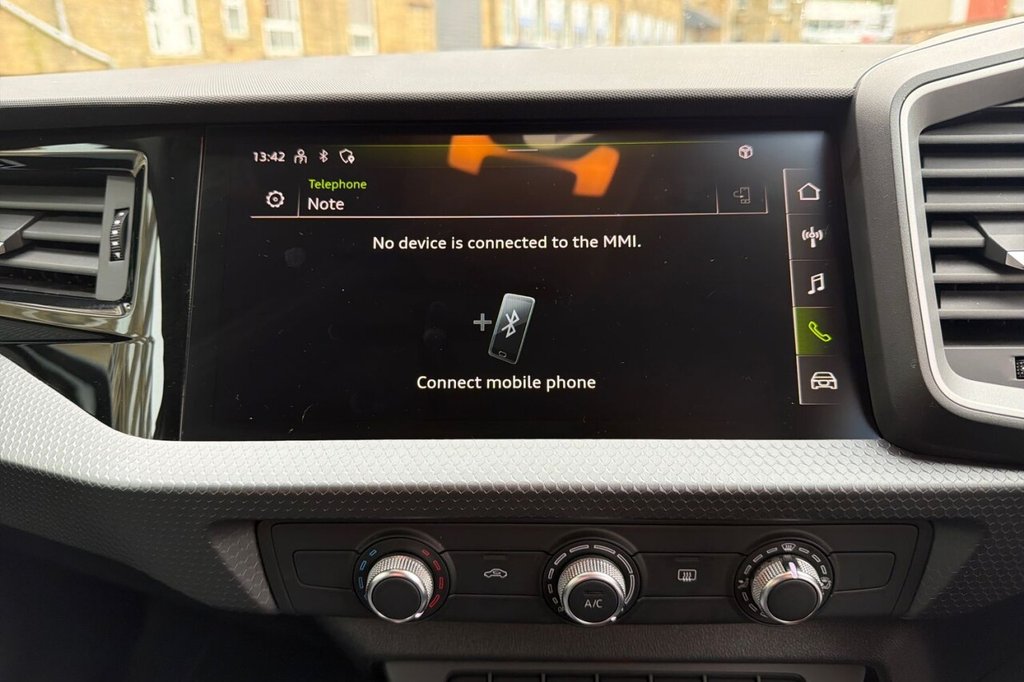 13:42
Telephone
Note
No device is connected to the MMI.
Connect mobile phone
A/C